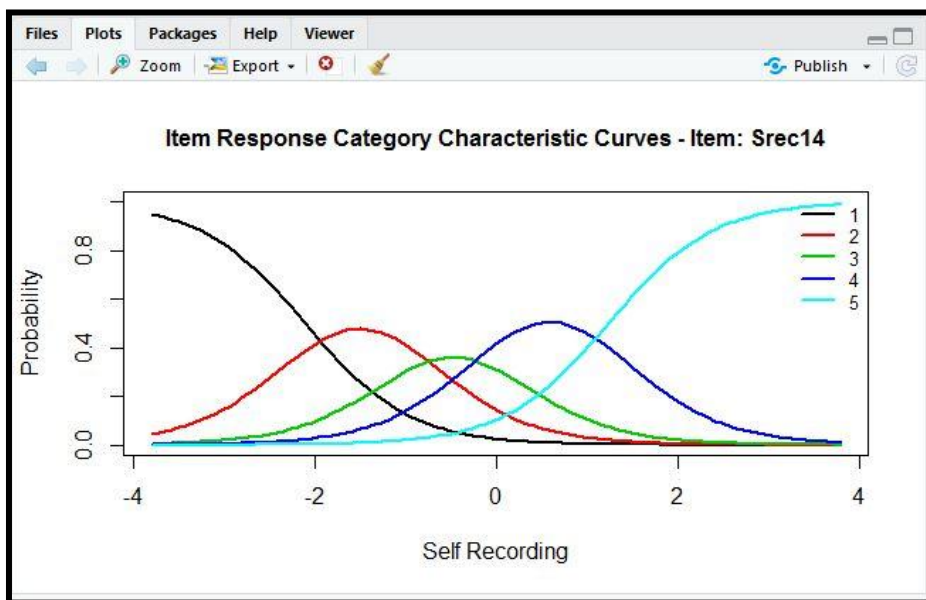 Files Plots Packages Help Viewer
Zoom Export Publish
Item Response Category Characteristic Curves - Item: Srec14
Probability
0.8
0.4
0.0
1
2
3
4
5
-4 -2 0 2 4
Self Recording